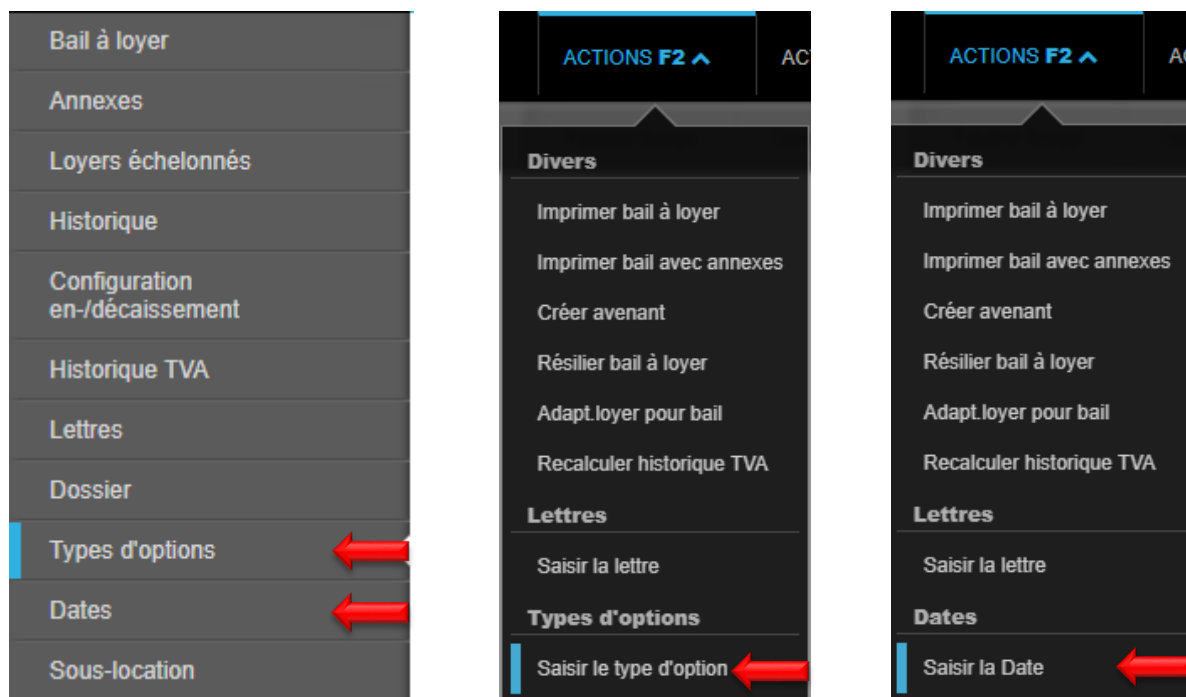 Bail à loyer
Annexes
Loyers échelonnés
Historique
Configuration
en-/décaissement
Historique TVA
Lettres
Dossier
Types d'options
Dates
Sous-location
ACTIONS F2
AC
Divers
Imprimer bail à loyer
Imprimer bail avec annexes
Créer avenant
Résilier bail à loyer
Adapt.loyer pour bail
Recalculer historique TVA
Lettres
Saisir la lettre
Types d'options
Saisir le type d'option
ACTIONS F2
AC
Divers
Imprimer bail à loyer
Imprimer bail avec annexes
Créer avenant
Résilier bail à loyer
Adapt.loyer pour bail
Recalculer historique TVA
Lettres
Saisir la lettre
Dates
Saisir la Date